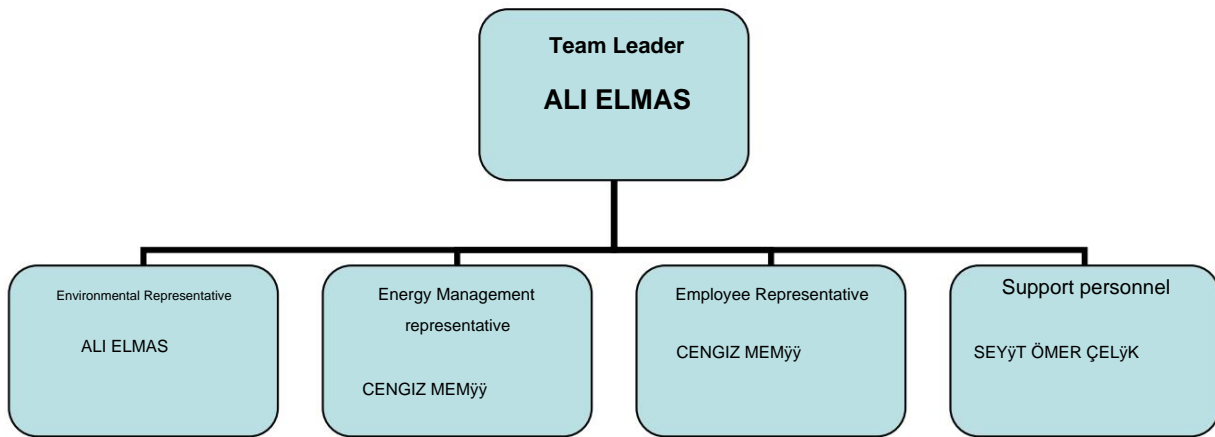 Team Leader
ALI ELMAS
Environmental Representative
ALI ELMAS
Energy Management
representative
CENGIZ MEMÿÿ
Employee Representative
CENGIZ MEMÿÿ
Support personnel
SEYÿT ÖMER ÇELÿK